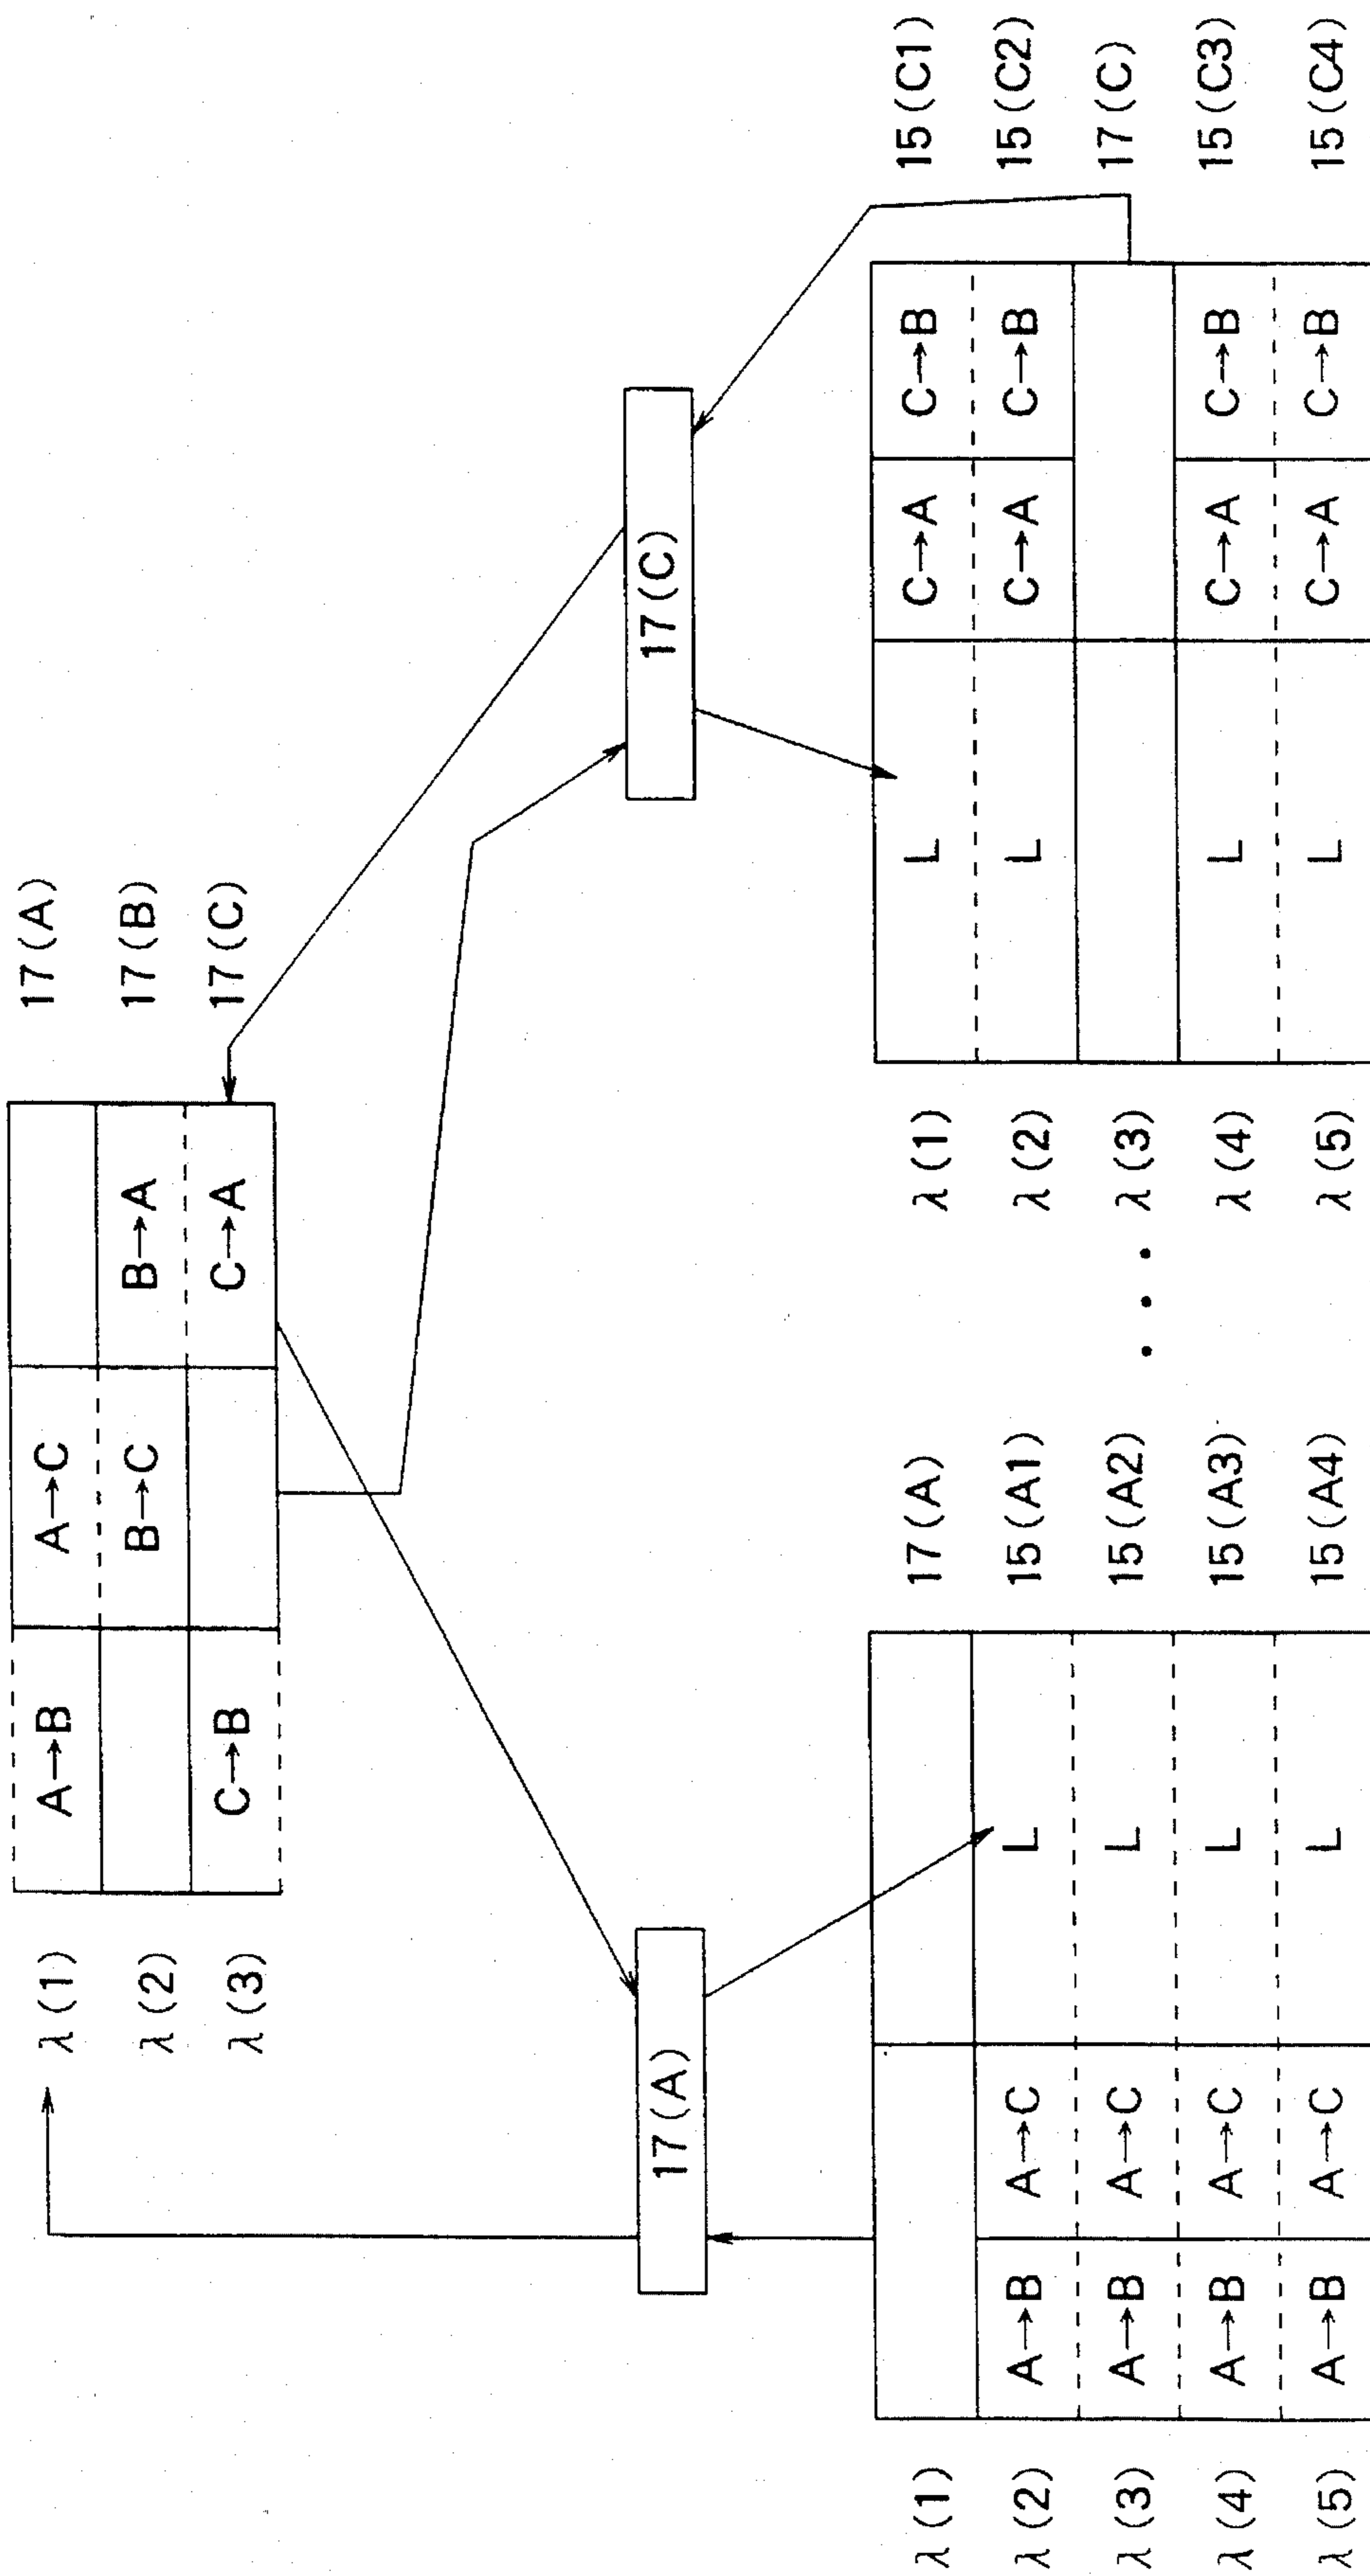 λ(1) A→B A→C 17(A)
λ(2) B→C B→A 17(B)
λ(3) C→B C→A 17(C)
17(A)
17(C)
λ(1) 17(A)
λ(2) A→B A→C L 15(A1)
λ(3) A→B A→C L 15(A2)
λ(4) A→B A→C L 15(A3)
λ(5) A→B A→C L 15(A4)
• • •
λ(1) L C→A C→B 15(C1)
λ(2) L C→A C→B 15(C2)
λ(3) 17(C)
λ(4) L C→A C→B 15(C3)
λ(5) L C→A C→B 15(C4)